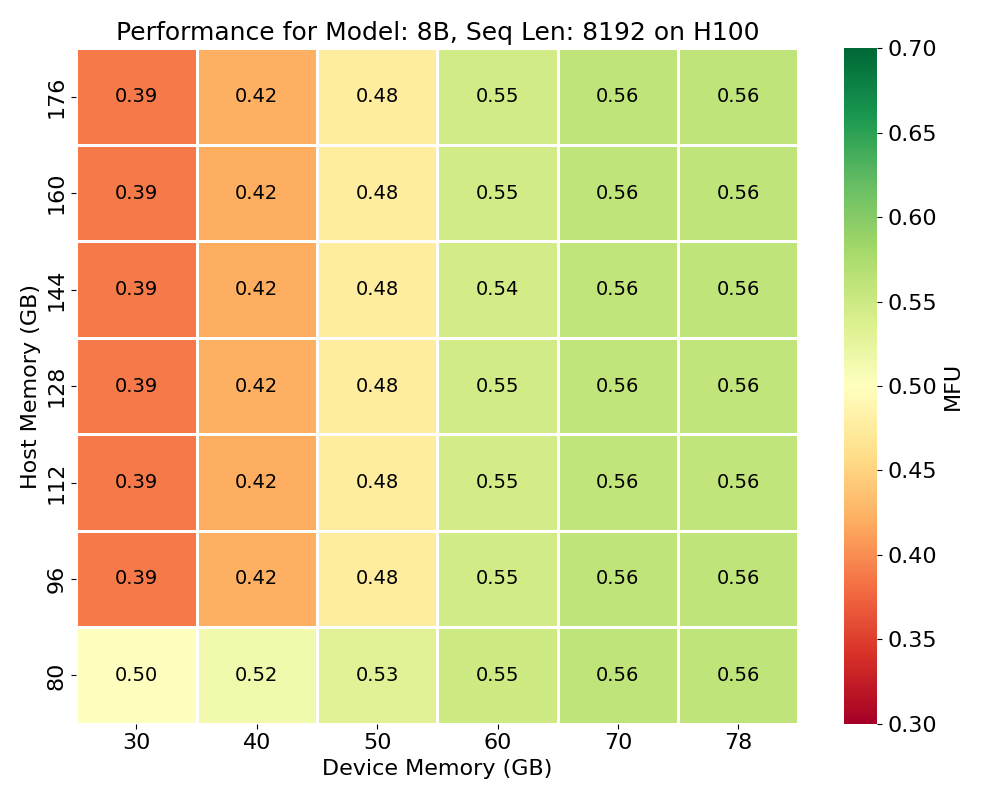 Performance for Model: 8B, Seq Len: 8192 on H100
Host Memory (GB)
176 0.39 0.42 0.48 0.55 0.56 0.56
160 0.39 0.42 0.48 0.55 0.56 0.56
144 0.39 0.42 0.48 0.54 0.56 0.56
128 0.39 0.42 0.48 0.55 0.56 0.56
112 0.39 0.42 0.48 0.55 0.56 0.56
96 0.39 0.42 0.48 0.55 0.56 0.56
80 0.50 0.52 0.53 0.55 0.56 0.56
30 40 50 60 70 78
Device Memory (GB)
0.70
0.65
0.60
0.55
0.50
0.45
0.40
0.35
0.30
MFU